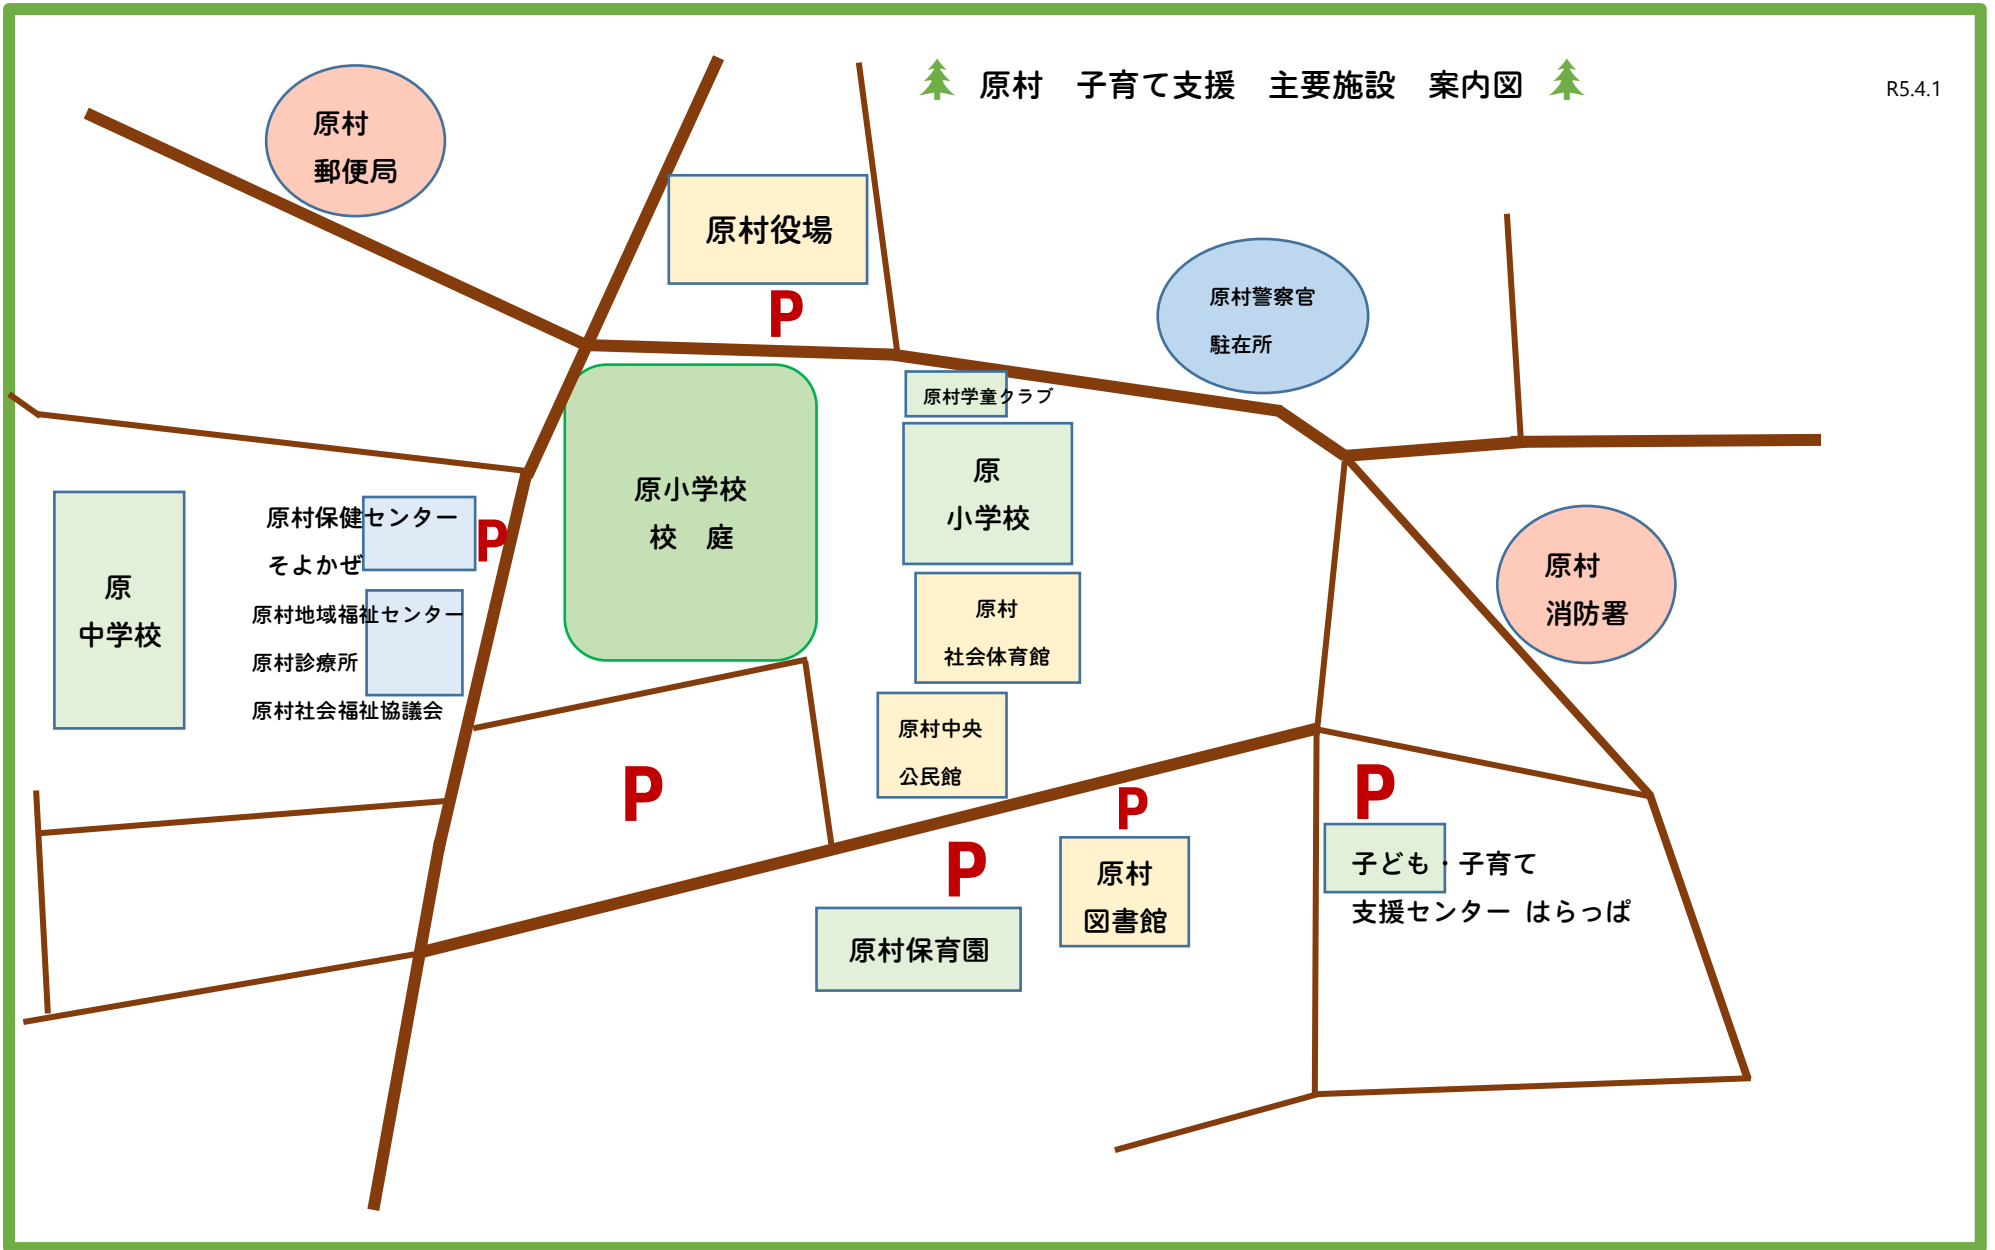 原村　子育て支援　主要施設　案内図
R5.4.1
原村
郵便局
原村役場
P
原村警察官
駐在所
原村学童クラブ
原
小学校
原小学校
校　庭
原村保健センター
そよかぜ
P
原
中学校
原村地域福祉センター
原村診療所
原村社会福祉協議会
原村
社会体育館
原村
消防署
原村中央
公民館
P
P
P
P
原村
図書館
子ども・子育て
支援センター はらっぱ
原村保育園